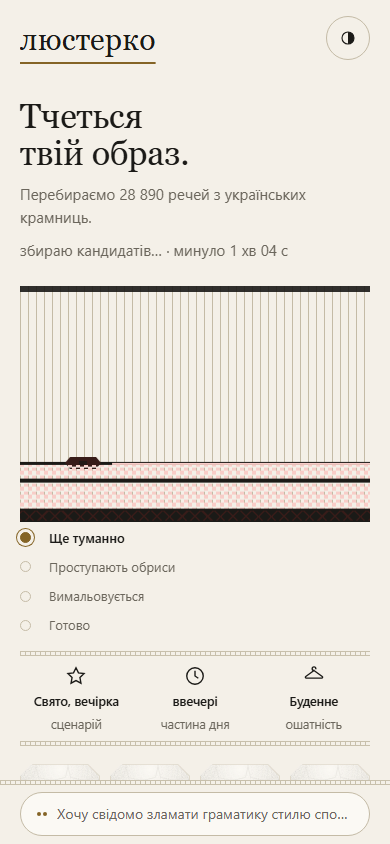 люстерко
Тчеться
твій образ.
Перебираємо 28 890 речей з українських
крамниць.
збираю кандидатів... · минуло 1 хв 04 с
Ще туманно
Проступають обриси
Вимальовується
Готово
Свято, вечірка
сценарій
ввечері
частина дня
Буденне
ошатність
Хочу свідомо зламати граматику стилю спо...